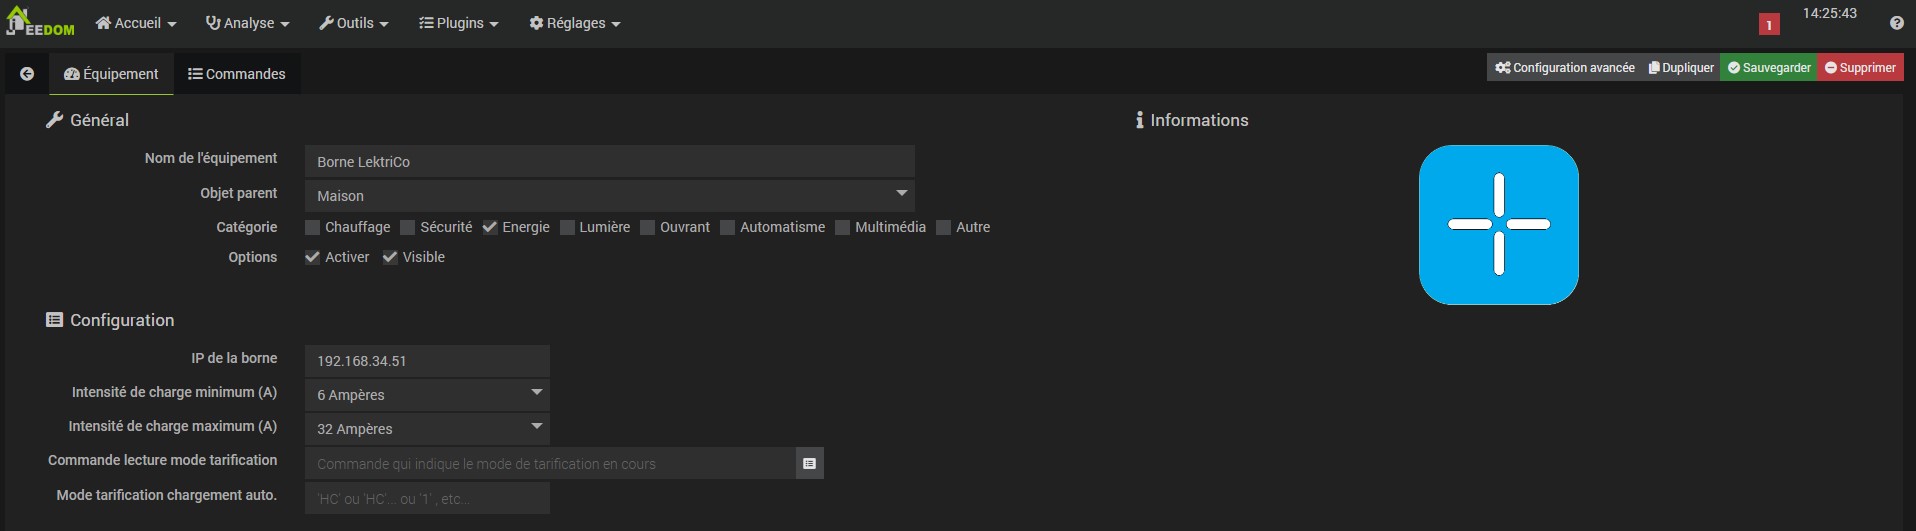 EEDOM Accueil Analyse Outils Plugins Réglages 1 14:25:43
Équipement Commandes Configuration avancée Dupliquer Sauvegarder Supprimer
Général
Informations
Nom de l'équipement Borne LektriCo
Objet parent Maison
Catégorie Chauffage Sécurité Energie Lumière Ouvrant Automatisme Multimédia Autre
Options Activer Visible
Configuration
IP de la borne 192.168.34.51
Intensité de charge minimum (A) 6 Ampères
Intensité de charge maximum (A) 32 Ampères
Commande lecture mode tarification Commande qui indique le mode de tarification en cours
Mode tarification chargement auto. 'HC' ou 'HC'... ou '1' , etc...